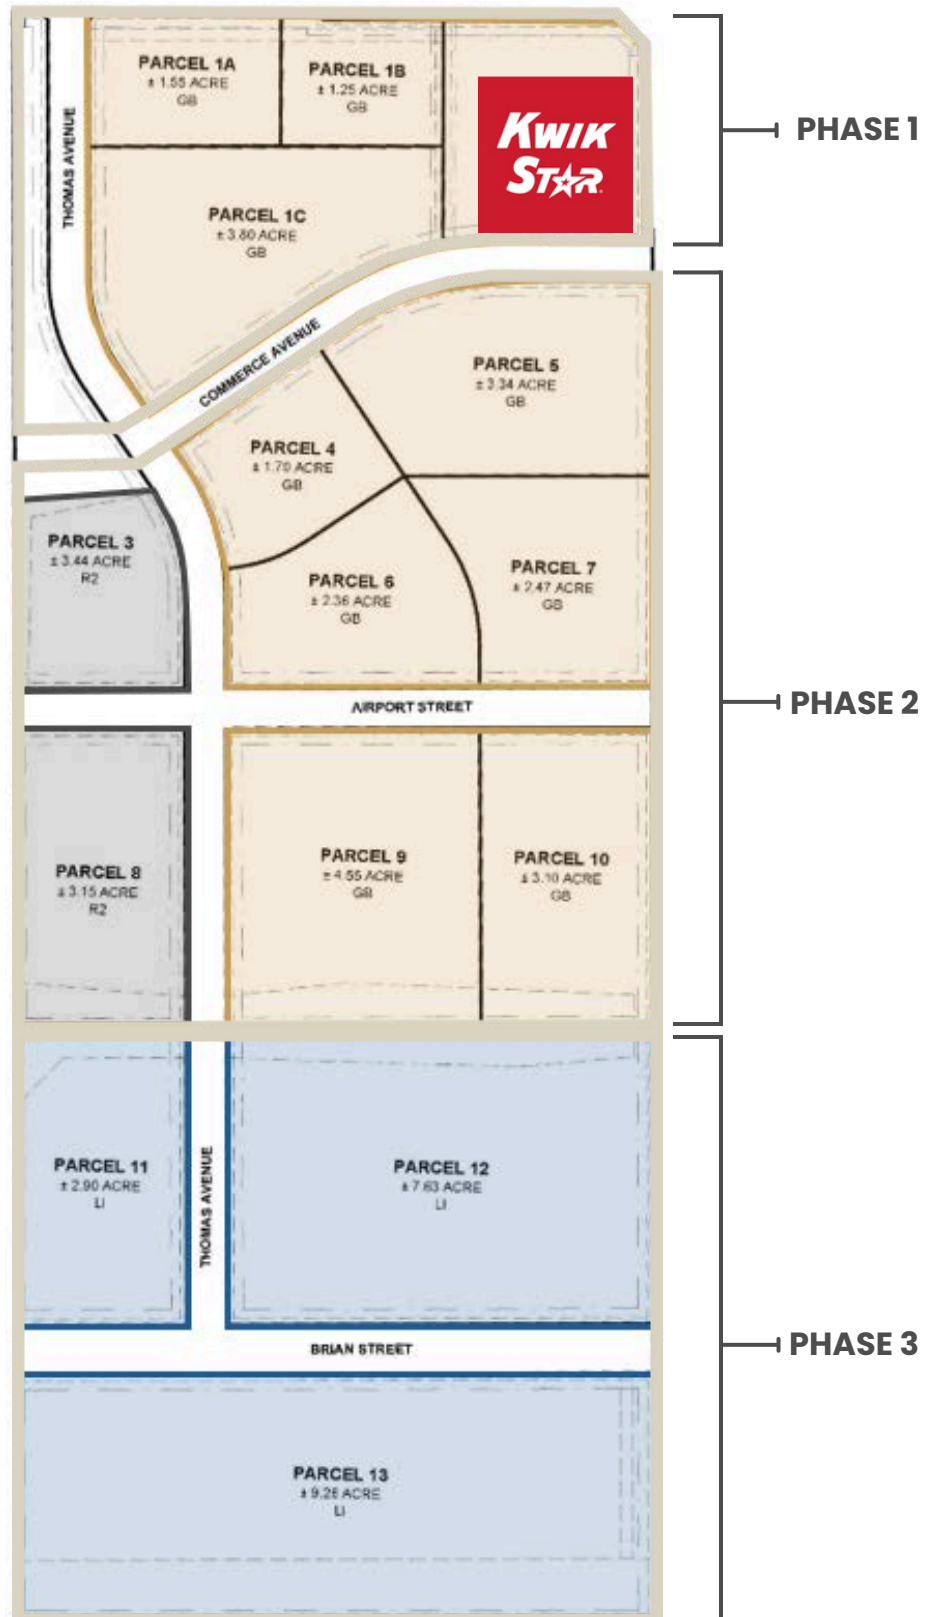 PARCEL 1A
± 1.55 ACRE
GB
PARCEL 1B
± 1.25 ACRE
GB
KWIK
STAR
PHASE 1
THOMAS AVENUE
PARCEL 1C
± 3.80 ACRE
GB
COMMERCE AVENUE
PARCEL 5
± 3.34 ACRE
GB
PARCEL 4
± 1.70 ACRE
GB
PARCEL 3
± 3.44 ACRE
R2
PARCEL 6
± 2.36 ACRE
GB
PARCEL 7
± 2.47 ACRE
GB
AIRPORT STREET
PHASE 2
PARCEL 8
± 3.15 ACRE
R2
PARCEL 9
± 4.55 ACRE
GB
PARCEL 10
± 3.10 ACRE
GB
PARCEL 11
± 2.90 ACRE
LI
THOMAS AVENUE
PARCEL 12
± 7.63 ACRE
LI
BRIAN STREET
PHASE 3
PARCEL 13
± 9.26 ACRE
LI